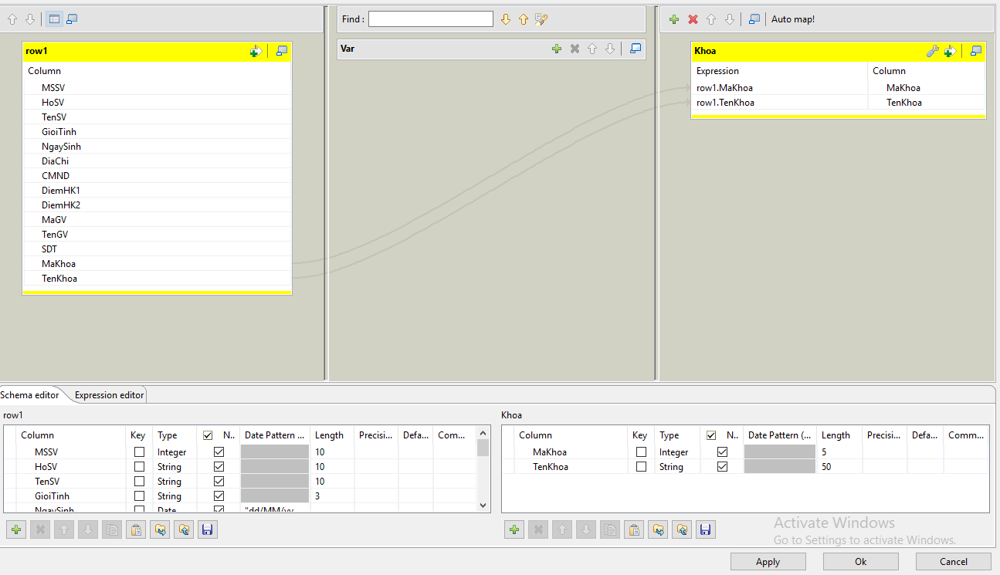 Find :
Auto map!
row1
Column
MSSV
HoSV
TenSV
GioiTinh
NgaySinh
DiaChi
CMND
DiemHK1
DiemHK2
MaGV
TenGV
SDT
MaKhoa
TenKhoa
Var
Khoa
Expression Column
row1.MaKhoa MaKhoa
row1.TenKhoa TenKhoa
Schema editor Expression editor
row1
Column Key Type N.. Date Pattern ... Length Precisi... Defa... Com...
MSSV Integer 10
HoSV String 10
TenSV String 10
GioiTinh String 3
NgaySinh Date "dd/MM/yy
Khoa
Column Key Type N.. Date Pattern (... Length Precisi... Defa... Comm...
MaKhoa Integer 5
TenKhoa String 50
Activate Windows
Go to Settings to activate Windows.
Apply Ok Cancel